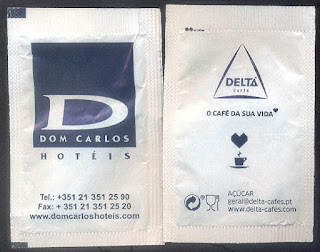 D
DOM CARLOS
HOTÉIS
Tel.: +351 21 351 25 90
Fax: + 351 21 351 25 20
www.domcarloshoteis.com
DELTA
CAFÉS
O CAFÉ DA SUA VIDA
AÇÚCAR
geral@delta-cafes.pt
www.delta-cafes.com